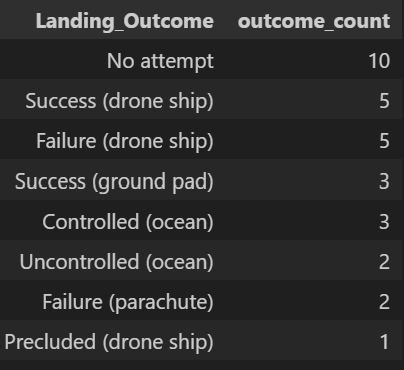 Landing_Outcome outcome_count
No attempt 10
Success (drone ship) 5
Failure (drone ship) 5
Success (ground pad) 3
Controlled (ocean) 3
Uncontrolled (ocean) 2
Failure (parachute) 2
Precluded (drone ship) 1